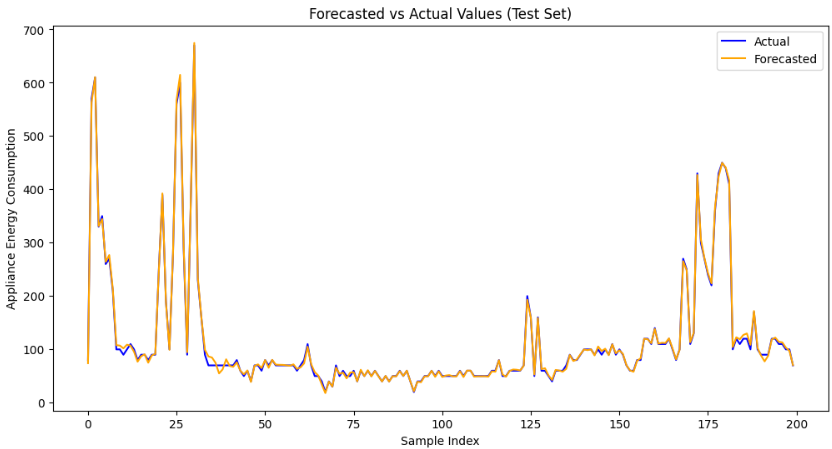 Forecasted vs Actual Values (Test Set)
Actual
Forecasted
Appliance Energy Consumption
700
600
500
400
300
200
100
0
0 25 50 75 100 125 150 175 200
Sample Index